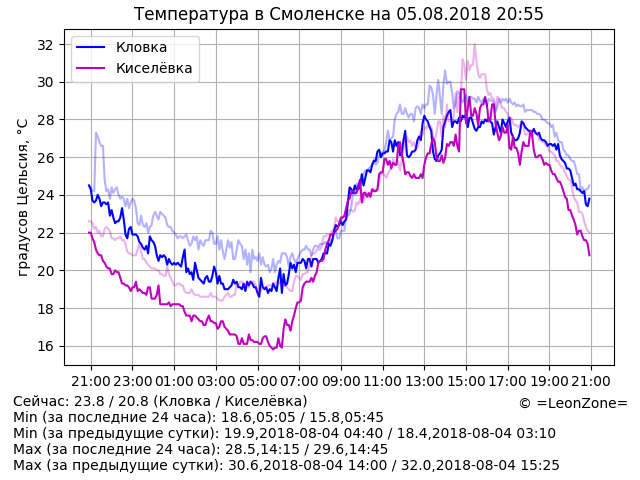 Температура в Смоленске на 05.08.2018 20:55
градусов Цельсия, °C
32
30
28
26
24
22
20
18
16
Кловка
Киселёвка
21:00 23:00 01:00 03:00 05:00 07:00 09:00 11:00 13:00 15:00 17:00 19:00 21:00
Сейчас: 23.8 / 20.8 (Кловка / Киселёвка)
© =LeonZone=
Min (за последние 24 часа): 18.6,05:05 / 15.8,05:45
Min (за предыдущие сутки): 19.9,2018-08-04 04:40 / 18.4,2018-08-04 03:10
Max (за последние 24 часа): 28.5,14:15 / 29.6,14:45
Max (за предыдущие сутки): 30.6,2018-08-04 14:00 / 32.0,2018-08-04 15:25